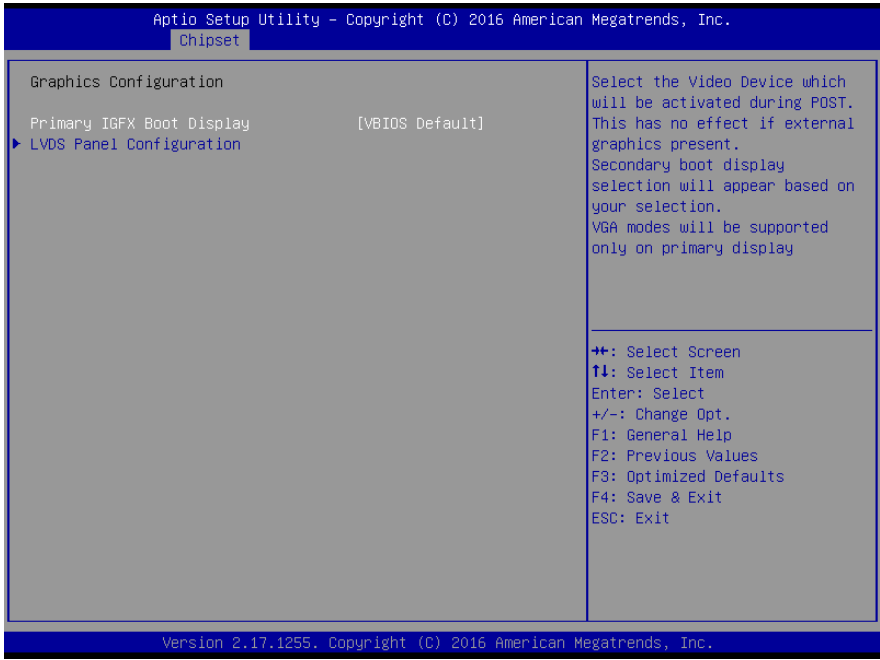 Aptio Setup Utility – Copyright (C) 2016 American Megatrends, Inc.
Chipset
Graphics Configuration
Primary IGFX Boot Display [VBIOS Default]
▶ LVDS Panel Configuration
Select the Video Device which
will be activated during POST.
This has no effect if external
graphics present.
Secondary boot display
selection will appear based on
your selection.
VGA modes will be supported
only on primary display
→←: Select Screen
↑↓: Select Item
Enter: Select
+/-: Change Opt.
F1: General Help
F2: Previous Values
F3: Optimized Defaults
F4: Save & Exit
ESC: Exit
Version 2.17.1255. Copyright (C) 2016 American Megatrends, Inc.